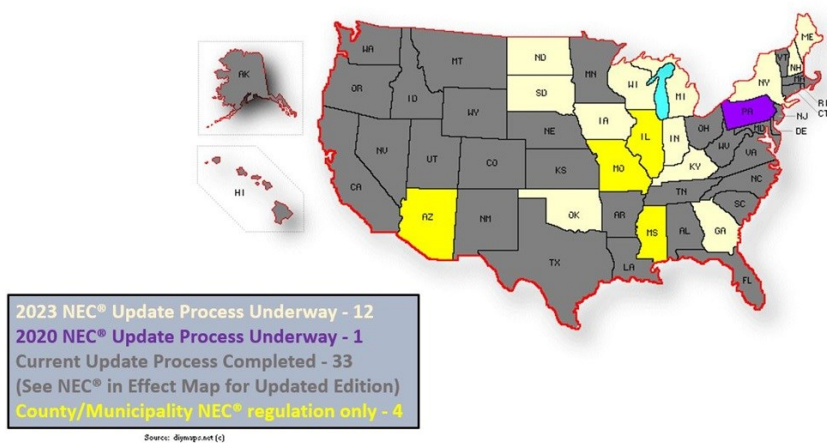 WA
MT
ND
MN
ME
VT
NH
AK
OR
ID
SD
WI
MI
NY
MA
WY
RI
CT
IA
PA
NJ
NE
IL
IN
OH
MD
DE
NV
UT
CO
WV
VA
KS
MO
KY
HI
CA
NC
TN
AZ
NM
OK
AR
SC
MS
AL
GA
TX
LA
FL
2023 NEC® Update Process Underway - 12
2020 NEC® Update Process Underway - 1
Current Update Process Completed - 33
(See NEC® in Effect Map for Updated Edition)
County/Municipality NEC® regulation only - 4
Source: diymaps.net (c)